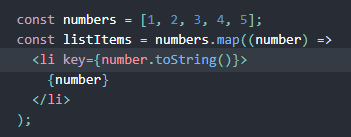 const numbers = [1, 2, 3, 4, 5];
const listItems = numbers.map((number) =>
  <li key={number.toString()}>
    {number}
  </li>
);